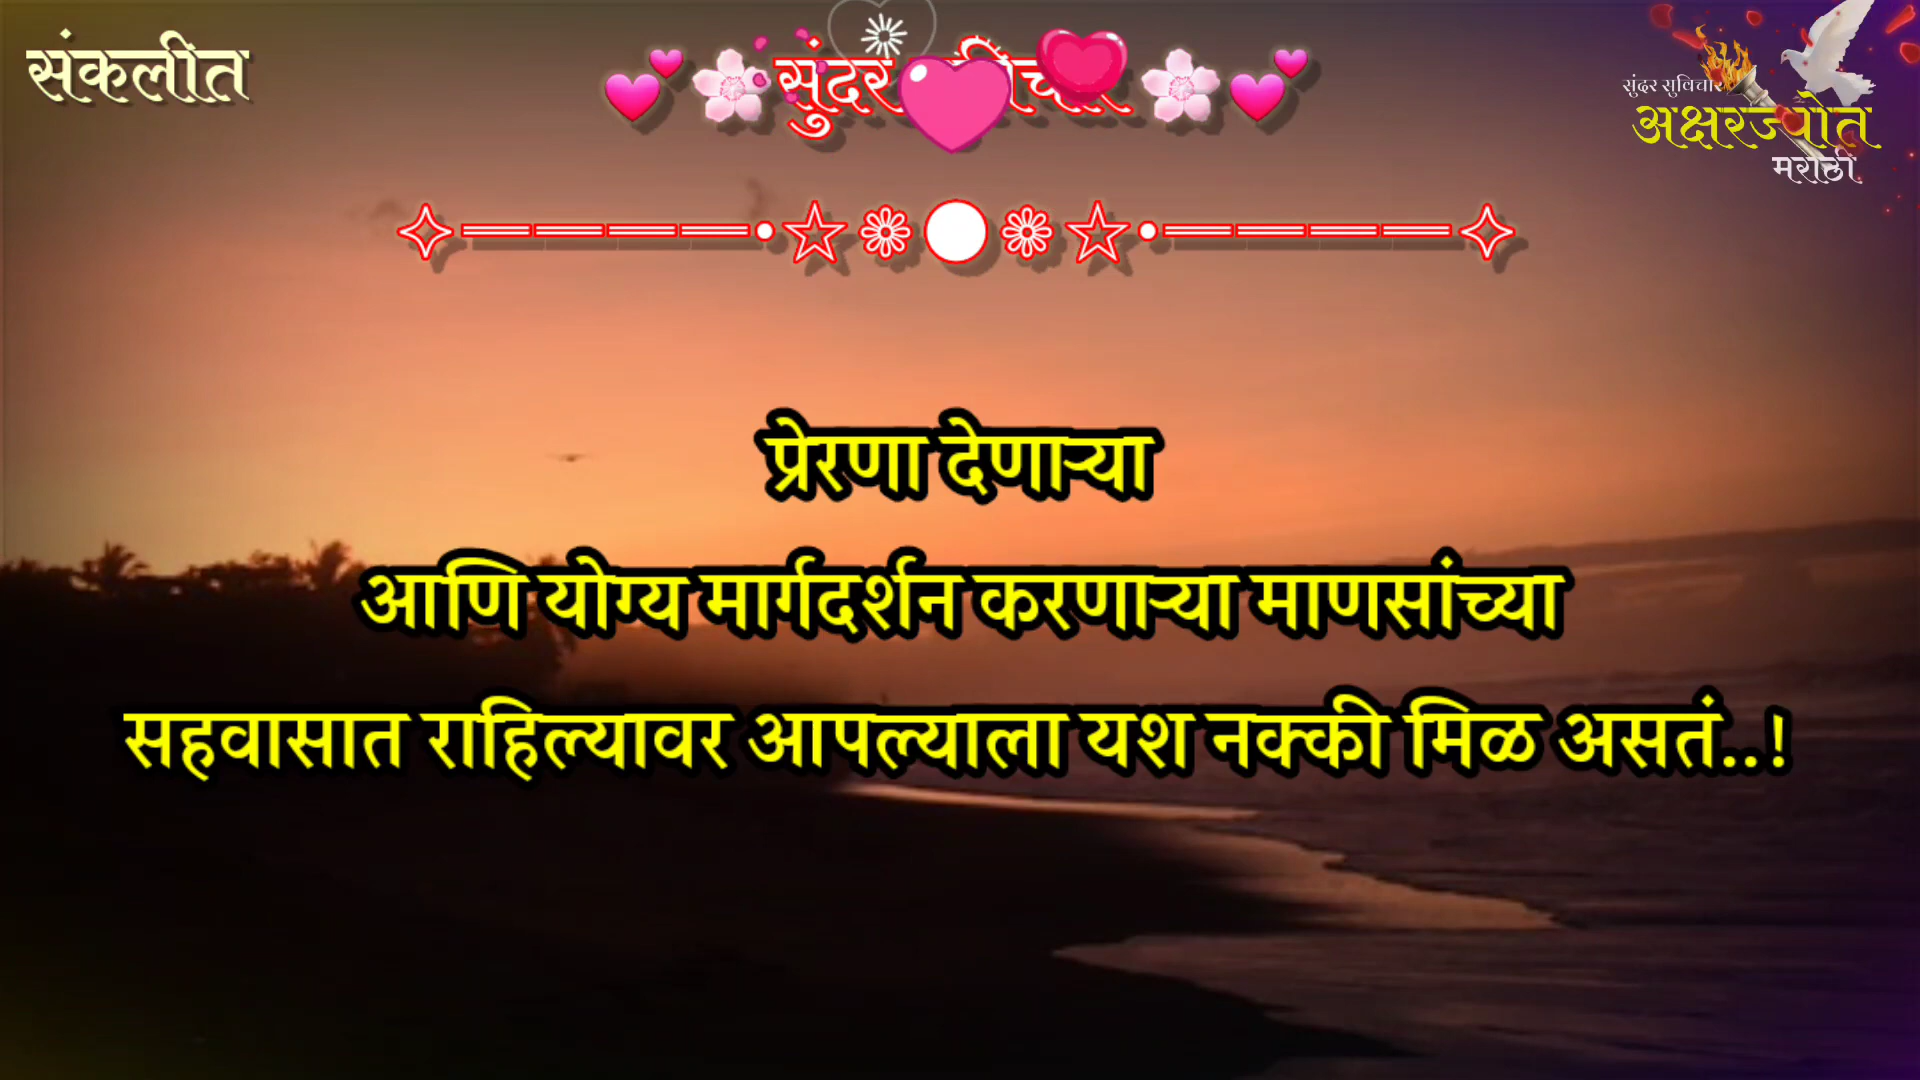 संकलीत
सुंदर
सुंदर सुविचार
अक्षरज्योत
मराठी
प्रेरणा देणाऱ्या
आणि योग्य मार्गदर्शन करणाऱ्या माणसांच्या
सहवासात राहिल्यावर आपल्याला यश नक्की मिळ असतं..!